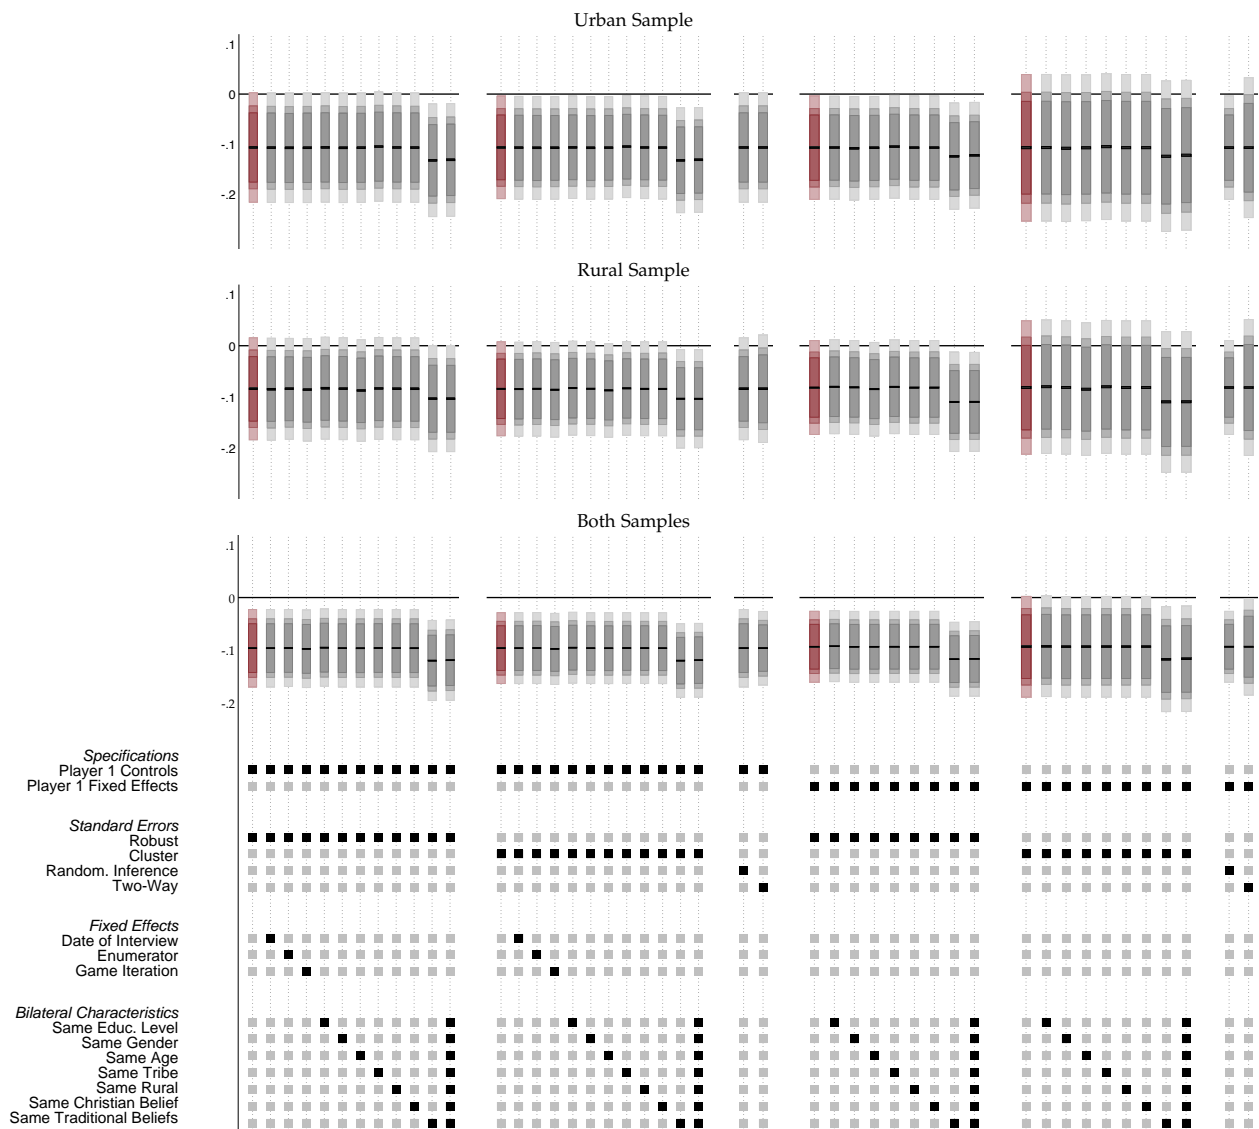 Urban Sample
.1
0
-.1
-.2
Rural Sample
.1
0
-.1
-.2
Both Samples
.1
0
-.1
-.2
Specifications
Player 1 Controls
Player 1 Fixed Effects
Standard Errors
Robust
Cluster
Random. Inference
Two-Way
Fixed Effects
Date of Interview
Enumerator
Game Iteration
Bilateral Characteristics
Same Educ. Level
Same Gender
Same Age
Same Tribe
Same Rural
Same Christian Belief
Same Traditional Beliefs